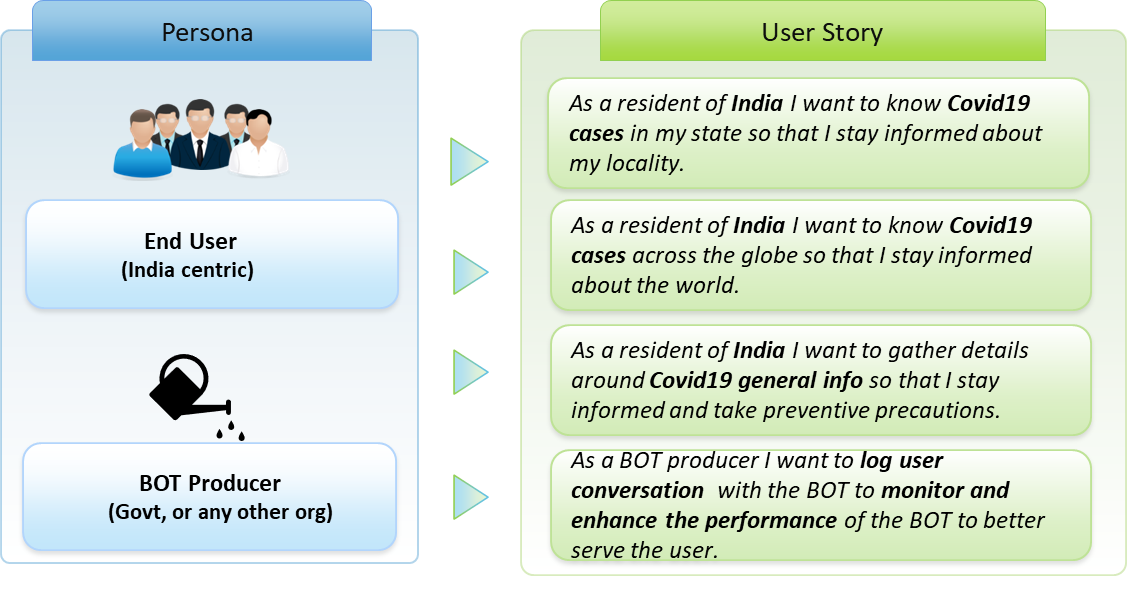 Persona
End User
(India centric)
BOT Producer
(Govt, or any other org)
User Story
As a resident of India I want to know Covid19
cases in my state so that I stay informed about
my locality.
As a resident of India I want to know Covid19
cases across the globe so that I stay informed
about the world.
As a resident of India I want to gather details
around Covid19 general info so that I stay
informed and take preventive precautions.
As a BOT producer I want to log user
conversation with the BOT to monitor and
enhance the performance of the BOT to better
serve the user.